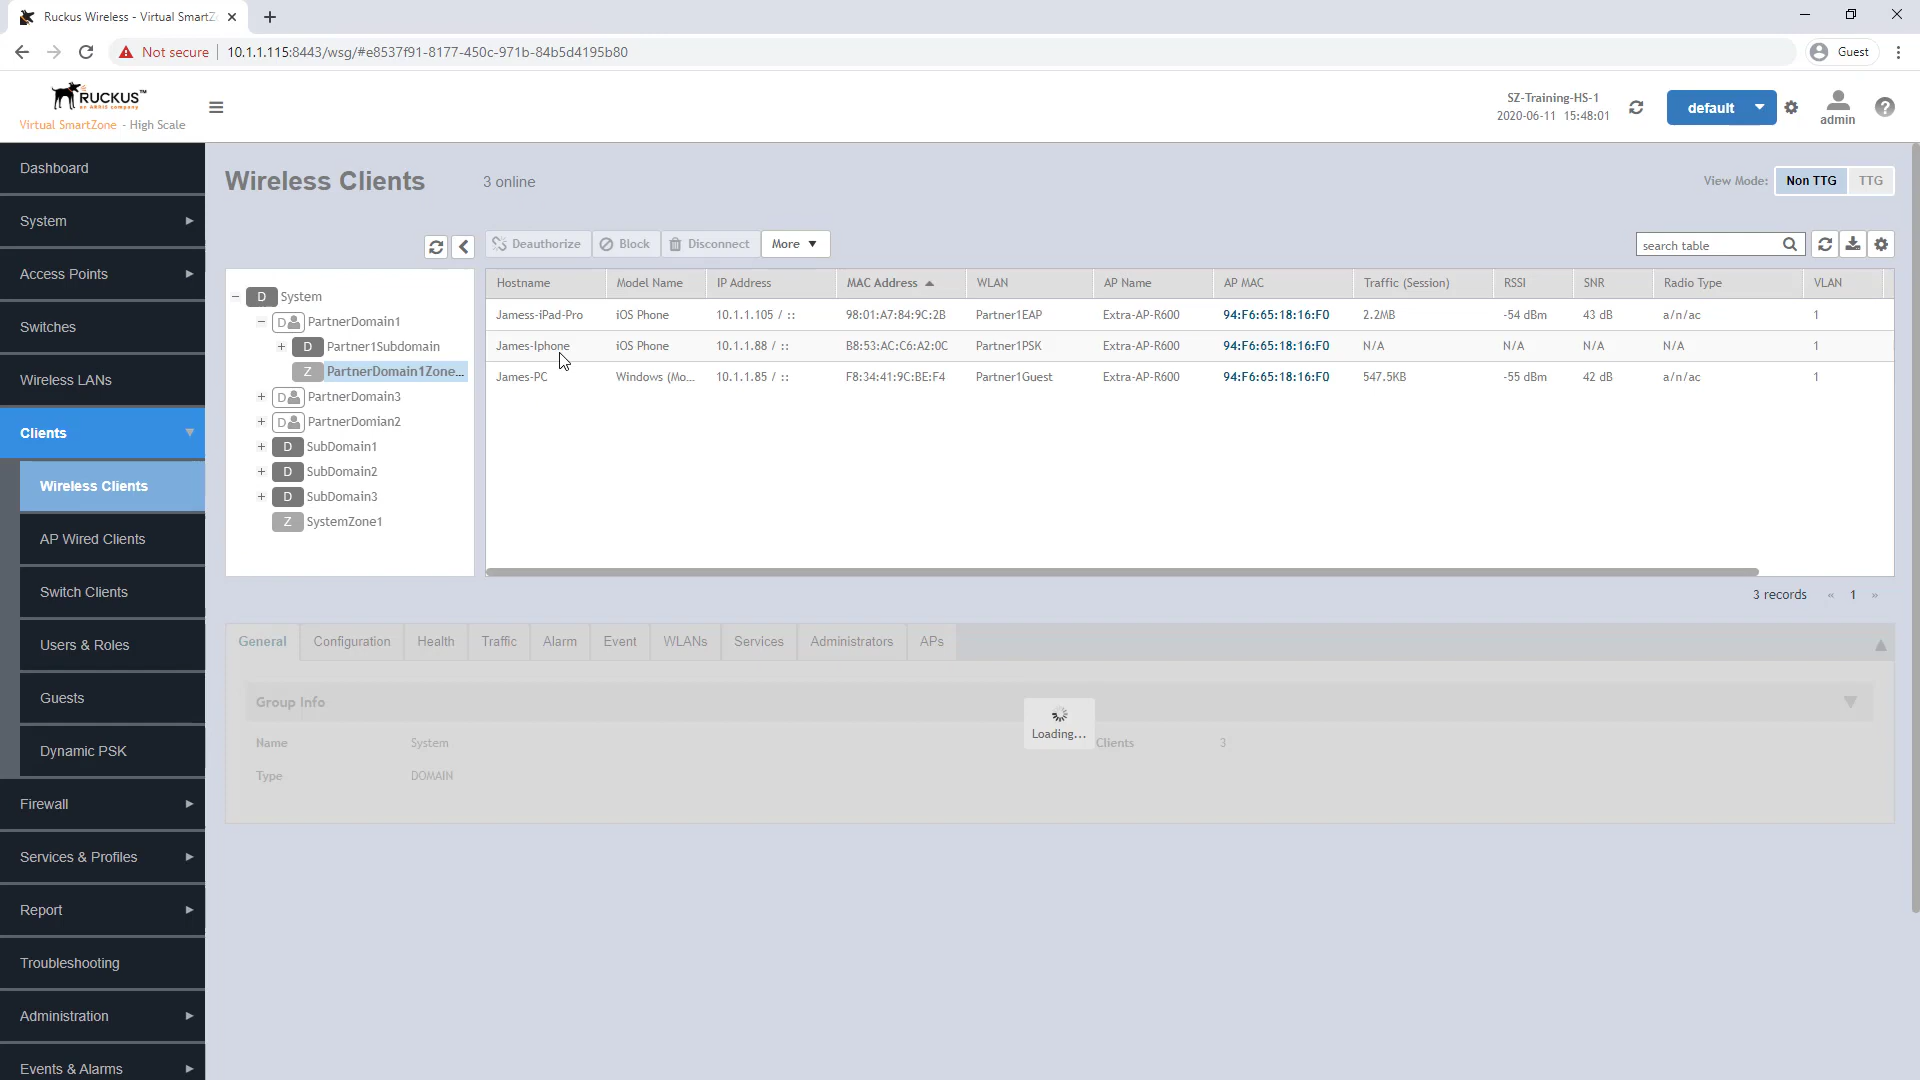 Ruckus Wireless - Virtual SmartZ
Not secure
10.1.1.115:8443/wsg/#e8537f91-8177-450c-971b-84b5d4195b80
Guest
RUCKUS™
an ARRIS company
Virtual SmartZone - High Scale
SZ-Training-HS-1
2020-06-11 15:48:01
default
admin
?
Dashboard
System
Access Points
Switches
Wireless LANs
Clients
Wireless Clients
AP Wired Clients
Switch Clients
Users & Roles
Guests
Dynamic PSK
Firewall
Services & Profiles
Report
Troubleshooting
Administration
Events & Alarms
Wireless Clients 3 online
View Mode: Non TTG TTG
Deauthorize Block Disconnect More
search table
D System
D PartnerDomain1
D Partner1Subdomain
Z PartnerDomain1Zone...
D PartnerDomain3
D PartnerDomian2
D SubDomain1
D SubDomain2
D SubDomain3
Z SystemZone1
Hostname Model Name IP Address MAC Address WLAN AP Name AP MAC Traffic (Session) RSSI SNR Radio Type VLAN
Jamess-iPad-Pro iOS Phone 10.1.1.105 / :: 98:01:A7:84:9C:2B Partner1EAP Extra-AP-R600 94:F6:65:18:16:F0 2.2MB -54 dBm 43 dB a/n/ac 1
James-Iphone iOS Phone 10.1.1.88 / :: B8:53:AC:C6:A2:0C Partner1PSK Extra-AP-R600 94:F6:65:18:16:F0 N/A N/A N/A N/A 1
James-PC Windows (Mo... 10.1.1.85 / :: F8:34:41:9C:BE:F4 Partner1Guest Extra-AP-R600 94:F6:65:18:16:F0 547.5KB -55 dBm 42 dB a/n/ac 1
3 records « 1 »
General Configuration Health Traffic Alarm Event WLANs Services Administrators APs
Group Info
Loading...
Name System Clients 3
Type DOMAIN